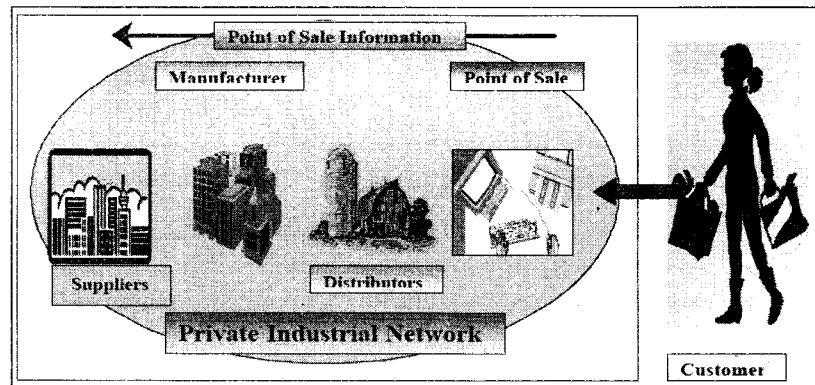 Point of Sale Information
Manufacturer
Point of Sale
Suppliers
Distributors
Private Industrial Network
Customer